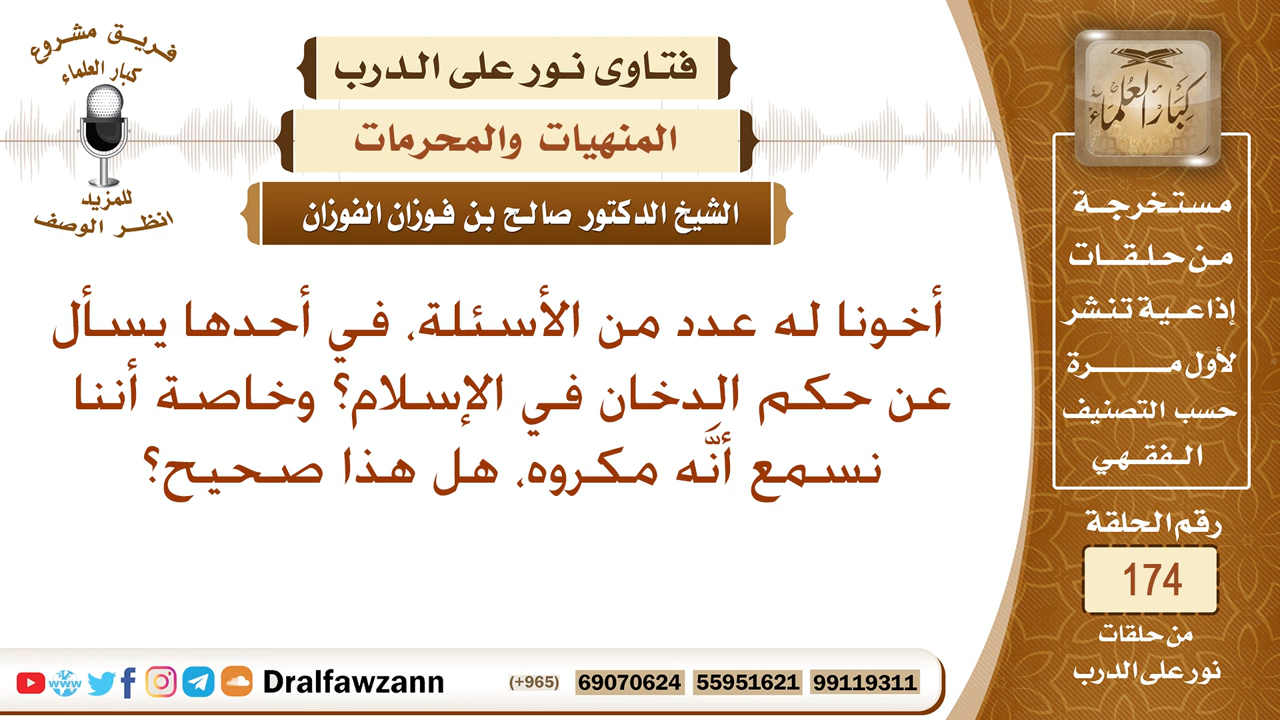 فريق مشروع
كبار العلماء
للمزيد
انظر الوصف
فتاوى نور على الدرب
المنهيات والمحرمات
الشيخ الدكتور صالح بن فوزان الفوزان
أخونا له عدد من الأسئلة، في أحدها يسأل
عن حكم الدخان في الإسلام؟ وخاصة أننا
نسمع أنَّه مكروه، هل هذا صحيح؟
كبار العلماء
مستخرجة
من حلقات
إذاعية تنشر
لأول مرة
حسب التصنيف
الفقهي
رقم الحلقة
174
من حلقات
نور على الدرب
www
Dralfawzann (+965) 69070624 55951621 99119311